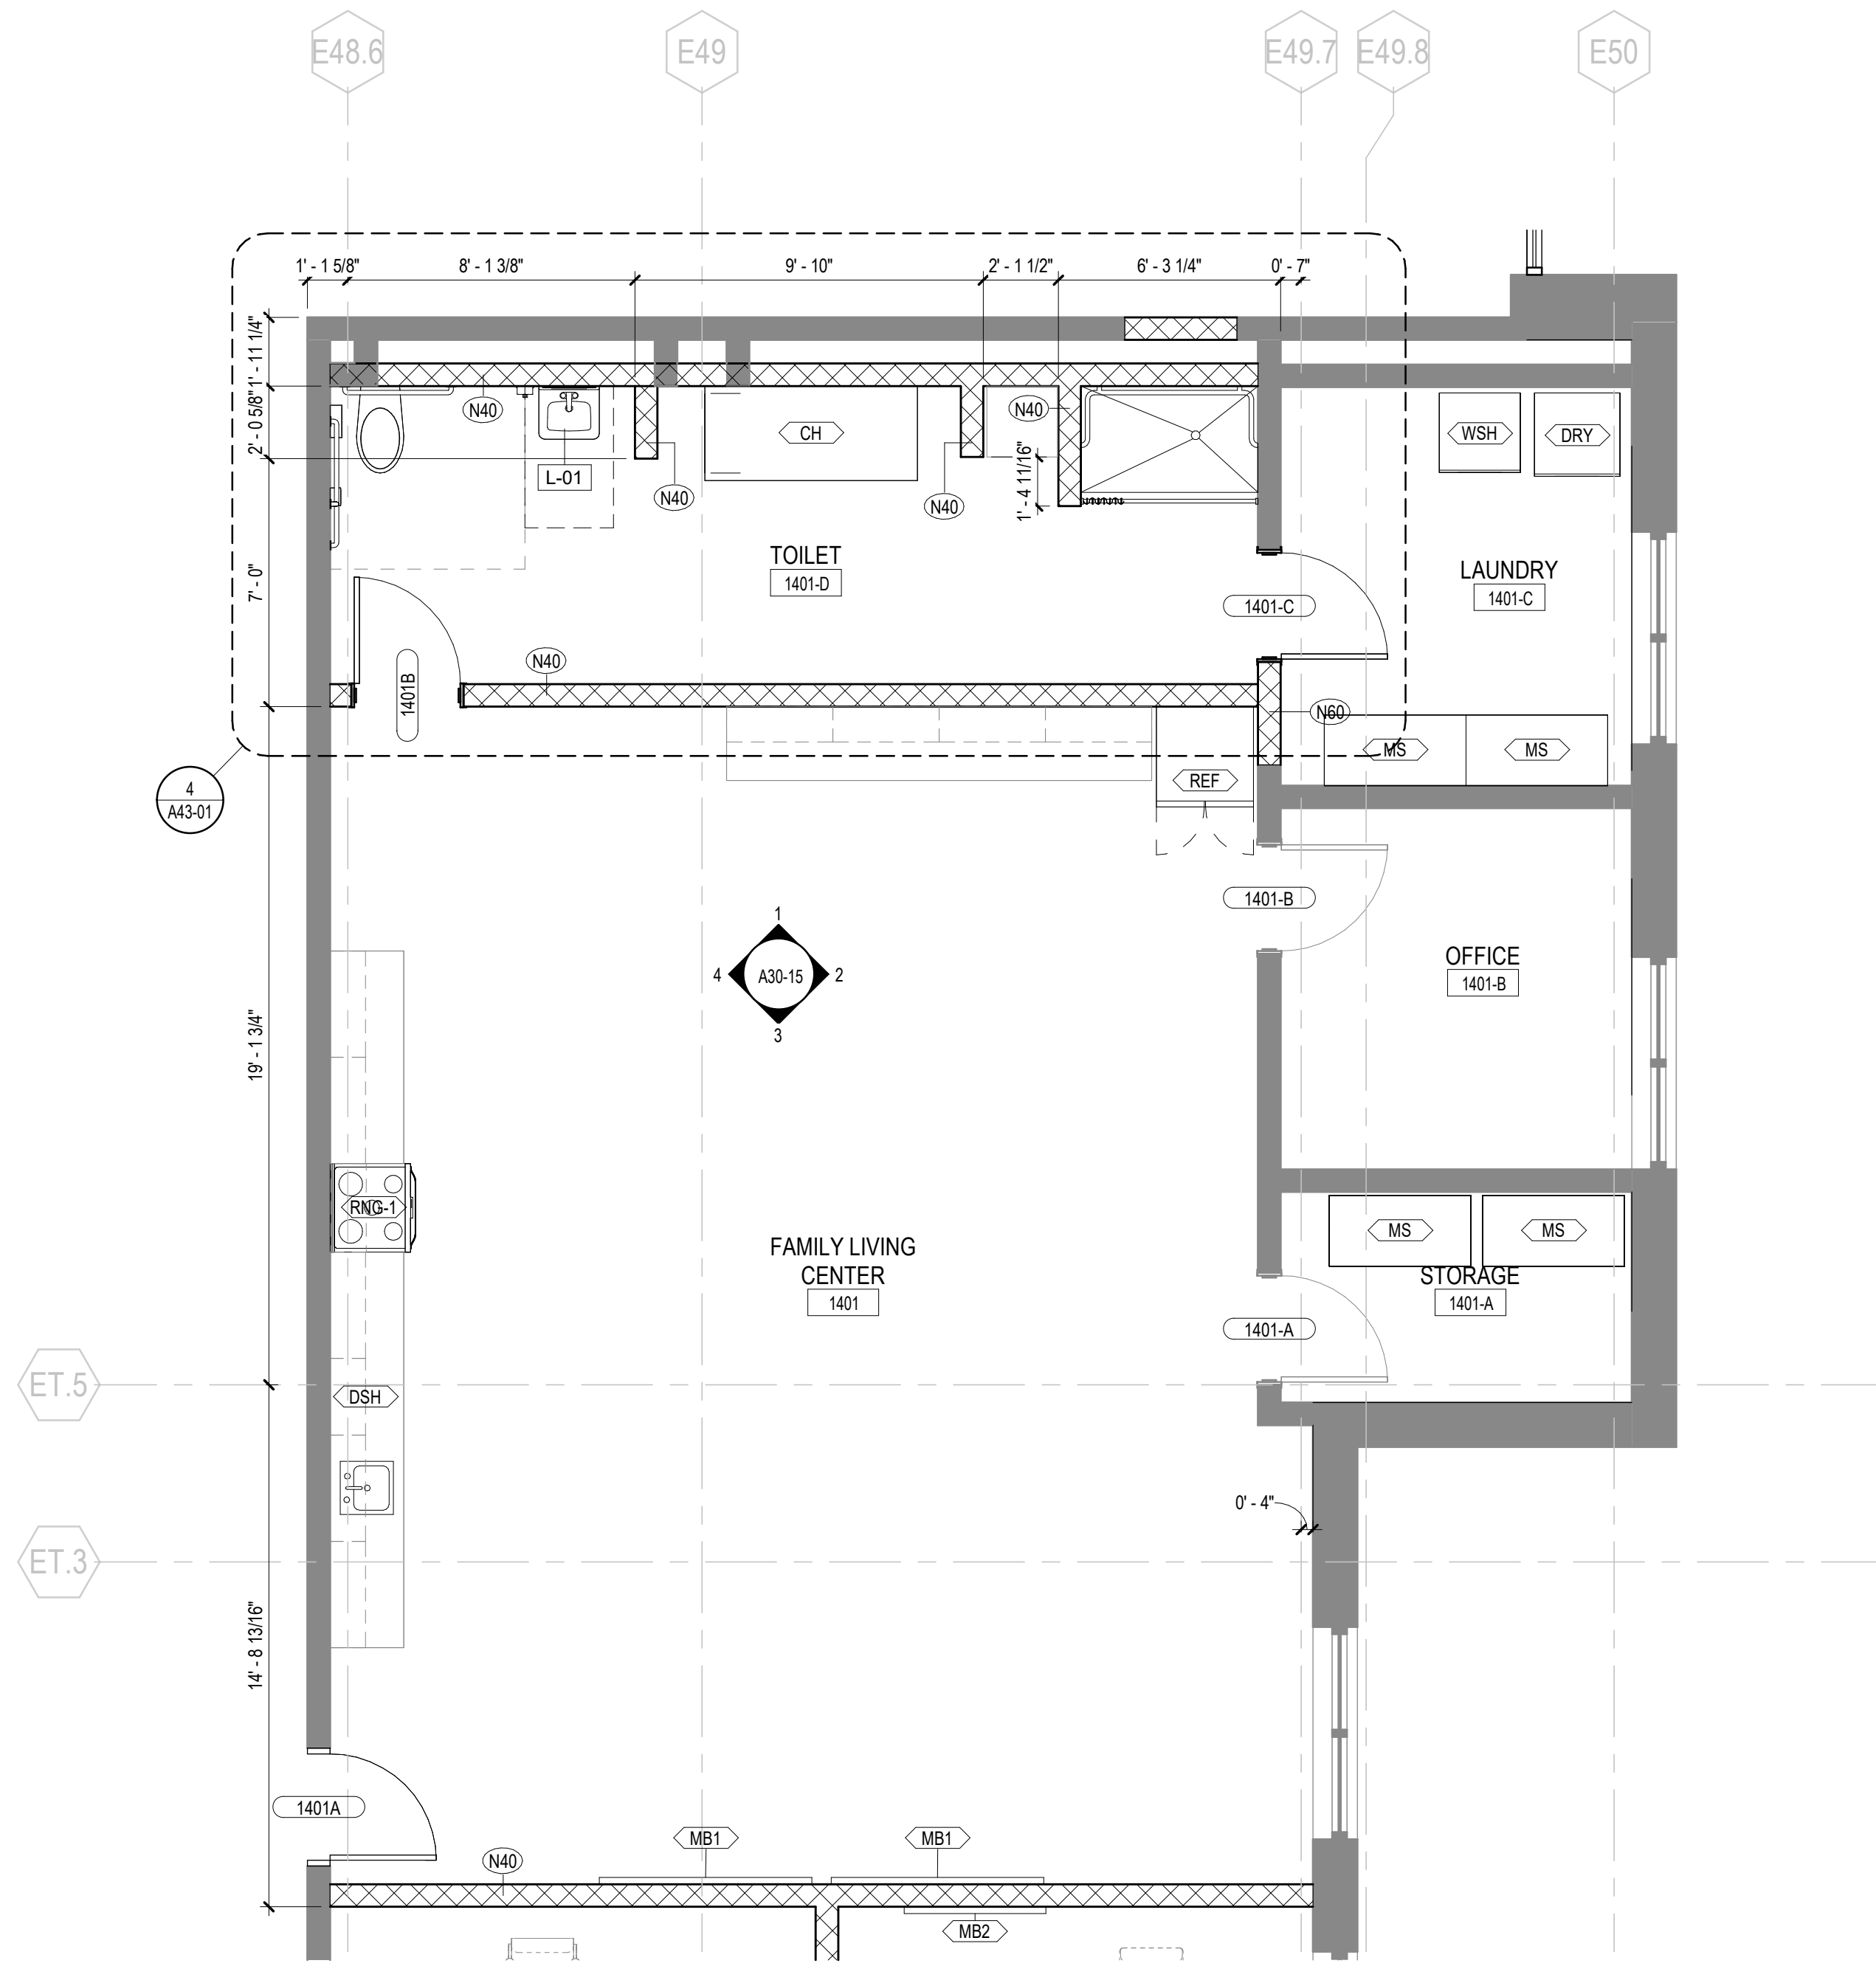 E48.6
E49
E49.7
E49.8
E50
1' - 1 5/8"
8' - 1 3/8"
9' - 10"
2' - 1 1/2"
6' - 3 1/4"
0' - 7"
1' - 11 1/4"
2' - 0 5/8"
7' - 0"
19' - 1 3/4"
14' - 8 13/16"
N40
L-01
N40
CH
N40
N40
1' - 4 11/16"
WSH
DRY
TOILET
1401-D
LAUNDRY
1401-C
1401-C
1401B
N40
N60
MS
MS
REF
4
A43-01
1401-B
1
4
A30-15
2
3
OFFICE
1401-B
RNG-1
MS
MS
FAMILY LIVING
CENTER
1401
STORAGE
1401-A
1401-A
ET.5
DSH
0' - 4"
ET.3
1401A
N40
MB1
MB1
MB2